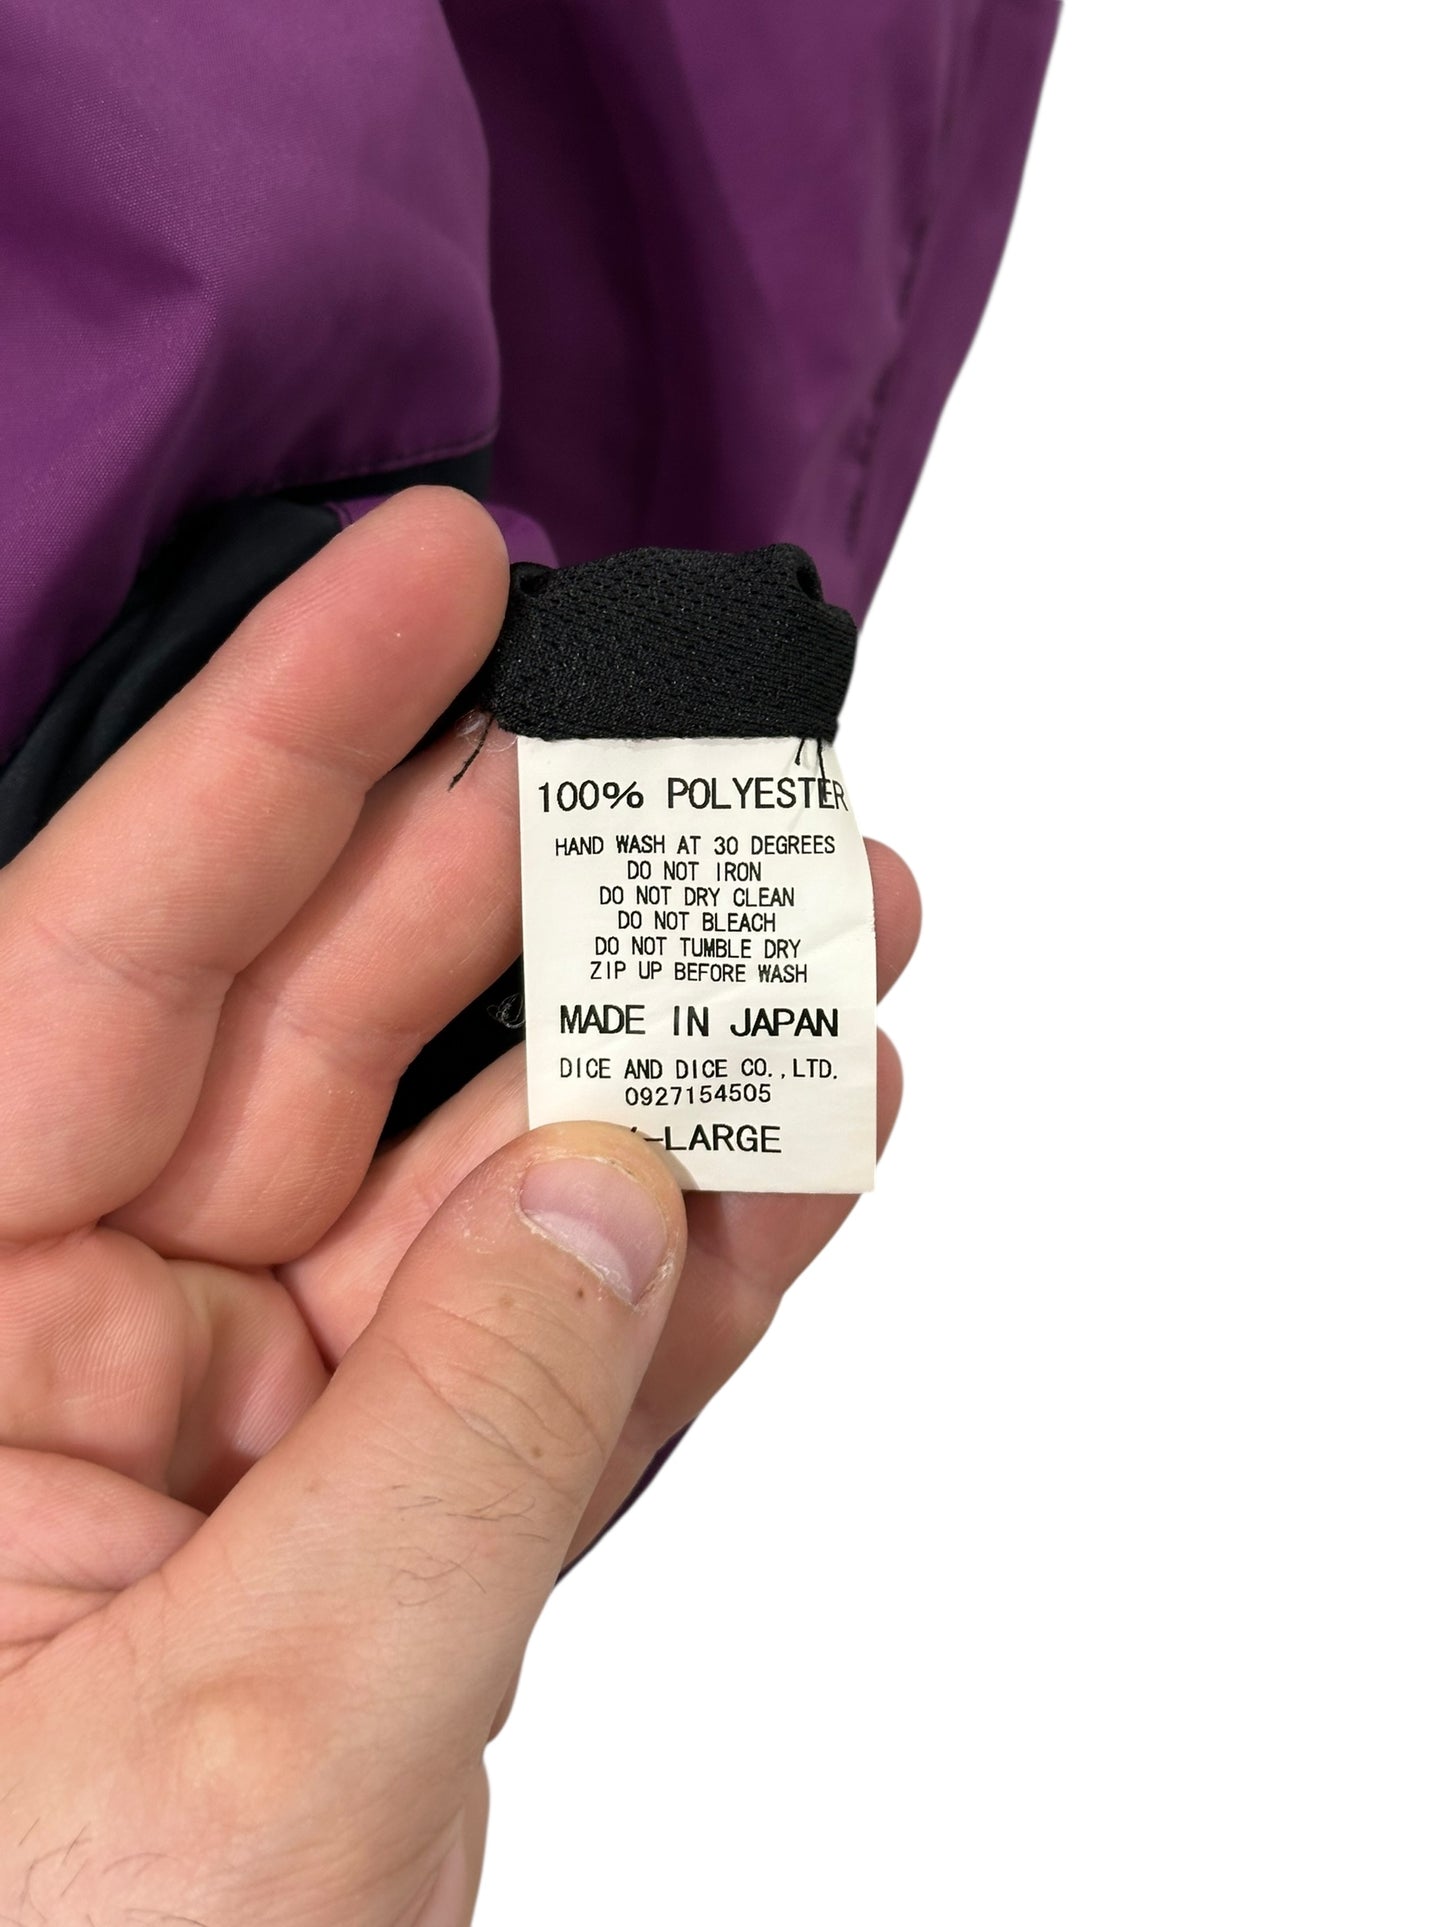 100% POLYESTER
HAND WASH AT 30 DEGREES
DO NOT IRON
DO NOT DRY CLEAN
DO NOT BLEACH
DO NOT TUMBLE DRY
ZIP UP BEFORE WASH
MADE IN JAPAN
DICE AND DICE CO.,LTD.
0927154505
-LARGE